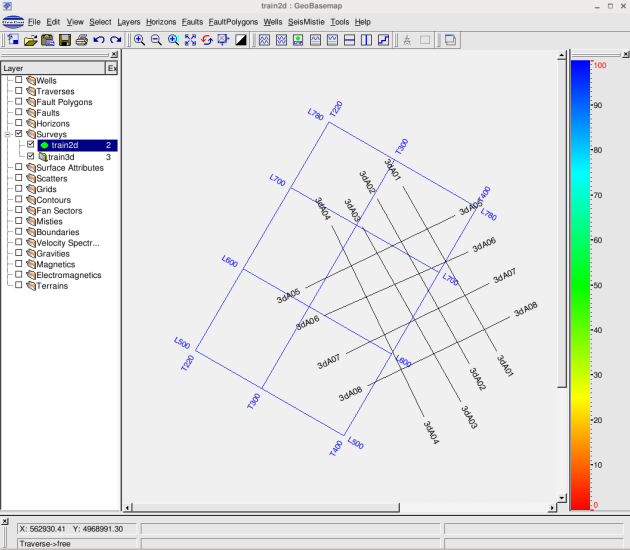 train2d : GeoBasemap
File Edit View Select Layers Horizons Faults FaultPolygons Wells SeisMistie Tools Help
Layer
Wells
Traverses
Fault Polygons
Faults
Horizons
Surveys
train2d 2
train3d 3
Surface Attributes
Scatters
Grids
Contours
Fan Sectors
Misties
Boundaries
Velocity Spectr...
Gravities
Magnetics
Electromagnetics
Terrains
L780 T220
T300
3dA01
L700
3dA02
T400
3dA04
3dA03
3dA05
L780
3dA06
L600
L700
3dA07
3dA05
3dA08
3dA06
L500
T220
3dA07
L600
3dA01
3dA02
3dA08
T300
3dA03
3dA04
T400 L500
100
90
80
70
60
50
40
30
20
10
0
X: 562930.41 Y: 4968991.30
Traverse->free